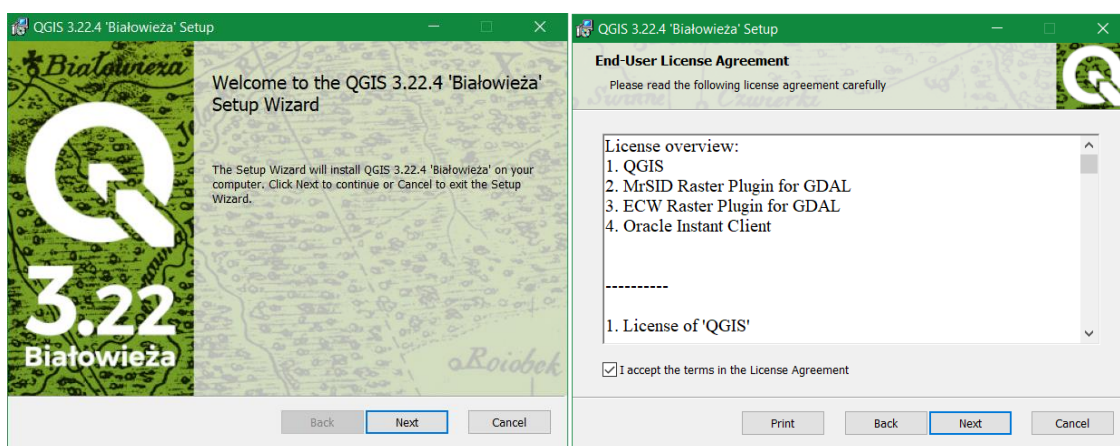 QGIS 3.22.4 'Białowieża' Setup
Białowieza
Welcome to the QGIS 3.22.4 'Białowieża'
Setup Wizard
The Setup Wizard will install QGIS 3.22.4 'Białowieża' on your
computer. Click Next to continue or Cancel to exit the Setup
Wizard.
3.22
Białowieża
Roiobek
Back
Next
Cancel
QGIS 3.22.4 'Białowieża' Setup
End-User License Agreement
Please read the following license agreement carefully
License overview:
1. QGIS
2. MrSID Raster Plugin for GDAL
3. ECW Raster Plugin for GDAL
4. Oracle Instant Client
----------
1. License of 'QGIS'
I accept the terms in the License Agreement
Print
Back
Next
Cancel